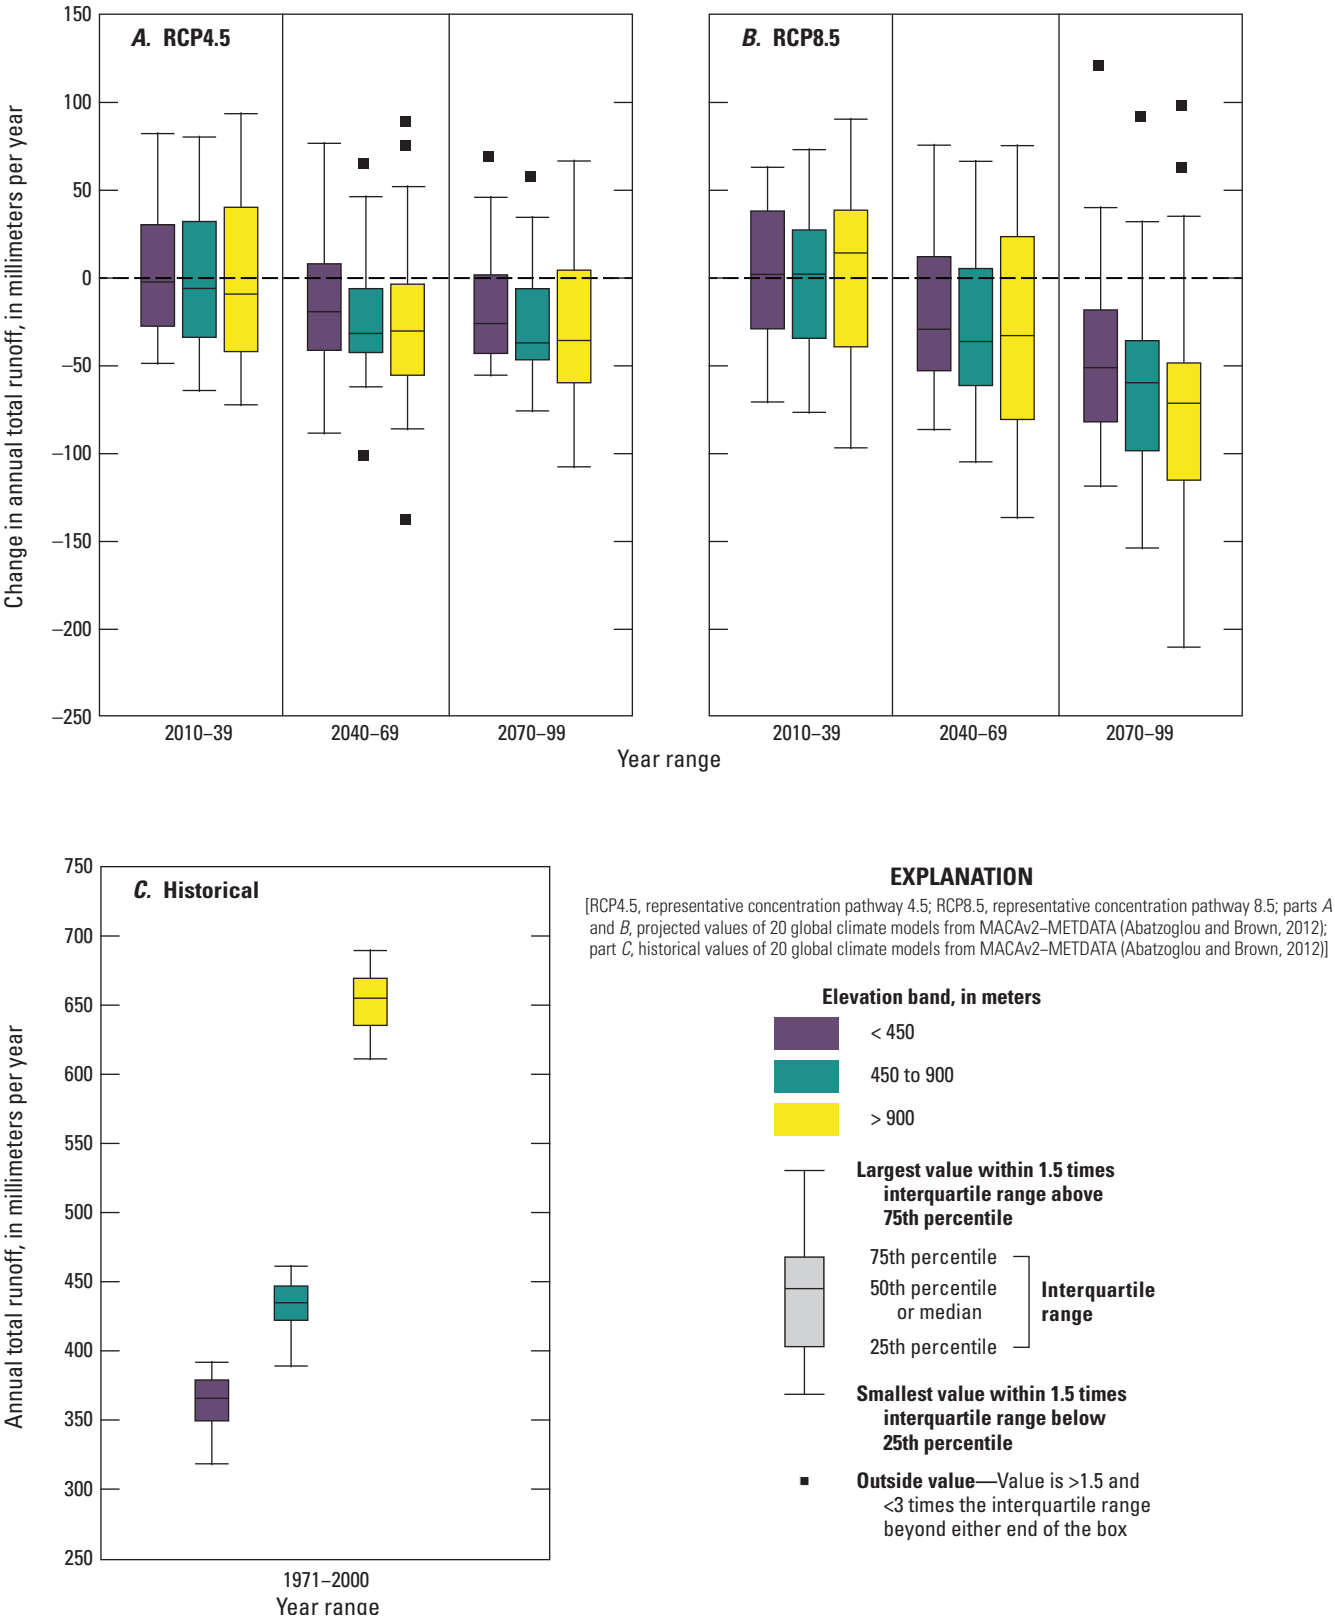 A. RCP4.5
B. RCP8.5
150
100
50
0
–50
–100
–150
–200
–250
Change in annual total runoff, in millimeters per year
2010–39
2040–69
2070–99
2010–39
2040–69
2070–99
Year range
C. Historical
750
700
650
600
550
500
450
400
350
300
250
Annual total runoff, in millimeters per year
1971–2000
Year range
EXPLANATION
[RCP4.5, representative concentration pathway 4.5; RCP8.5, representative concentration pathway 8.5; parts A
and B, projected values of 20 global climate models from MACAv2–METDATA (Abatzoglou and Brown, 2012);
part C, historical values of 20 global climate models from MACAv2–METDATA (Abatzoglou and Brown, 2012)]
Elevation band, in meters
< 450
450 to 900
> 900
Largest value within 1.5 times
interquartile range above
75th percentile
75th percentile
50th percentile
or median
25th percentile
Interquartile
range
Smallest value within 1.5 times
interquartile range below
25th percentile
Outside value—Value is >1.5 and
<3 times the interquartile range
beyond either end of the box